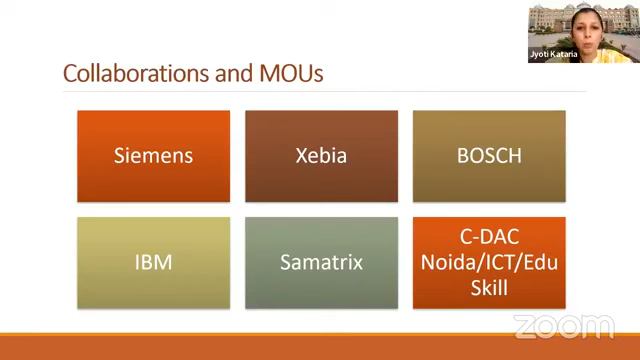 Jyoti Kataria
Collaborations and MOUs
Siemens
Xebia
BOSCH
IBM
Samatrix
C-DAC
Noida/ICT/Edu
Skill
zoom